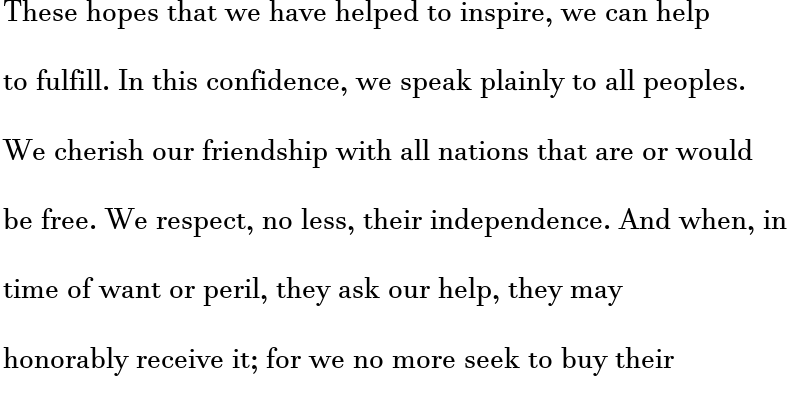 These hopes that we have helped to inspire, we can help
to fulfill. In this confidence, we speak plainly to all peoples.
We cherish our friendship with all nations that are or would
be free. We respect, no less, their independence. And when, in
time of want or peril, they ask our help, they may
honorably receive it; for we no more seek to buy their